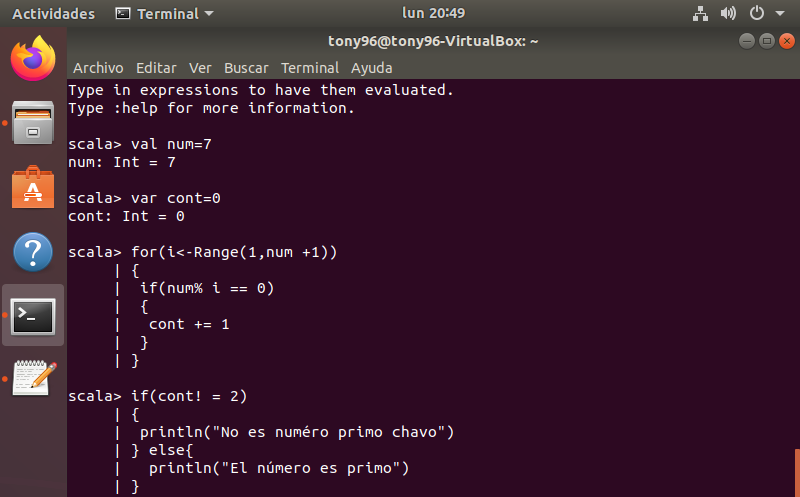 Actividades Terminal lun 20:49
tony96@tony96-VirtualBox: ~
Archivo Editar Ver Buscar Terminal Ayuda
Type in expressions to have them evaluated.
Type :help for more information.
scala> val num=7
num: Int = 7
scala> var cont=0
cont: Int = 0
scala> for(i<-Range(1,num +1))
| {
| if(num% i == 0)
| {
| cont += 1
| }
| }
scala> if(cont! = 2)
| {
| println("No es numéro primo chavo")
| } else{
| println("El número es primo")
| }